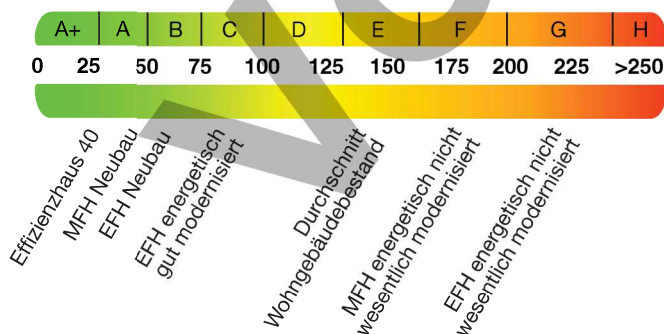 A+ A B C D E F G H
0 25 50 75 100 125 150 175 200 225 >250
Effizienzhaus 40
MFH Neubau
EFH Neubau
EFH energetisch
gut modernisiert
Durchschnitt
Wohngebäudebestand
MFH energetisch nicht
wesentlich modernisiert
EFH energetisch nicht
wesentlich modernisiert